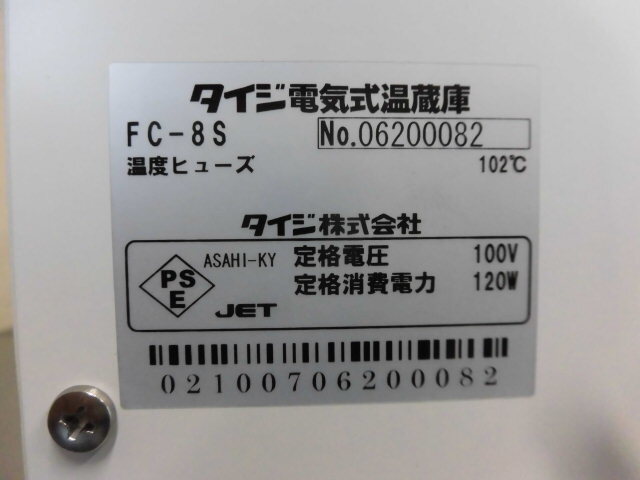 タイジ電気式温蔵庫
FC-8S No.06200082
温度ヒューズ 102℃
タイジ株式会社
PS
E
ASAHI-KY 定格電圧 100V
定格消費電力 120W
JET
02100706200082